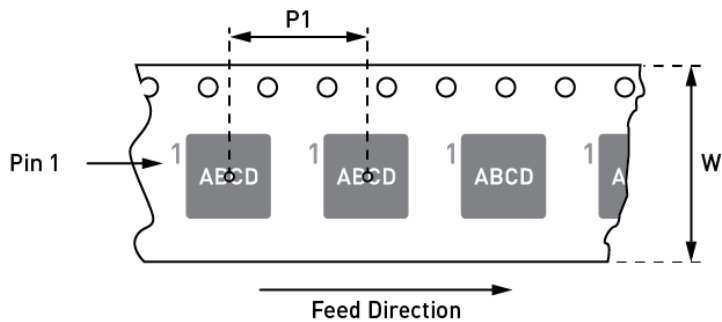 P1
Pin 1
1 ABCD
1 ABCD
1 ABCD
1 A
W
Feed Direction